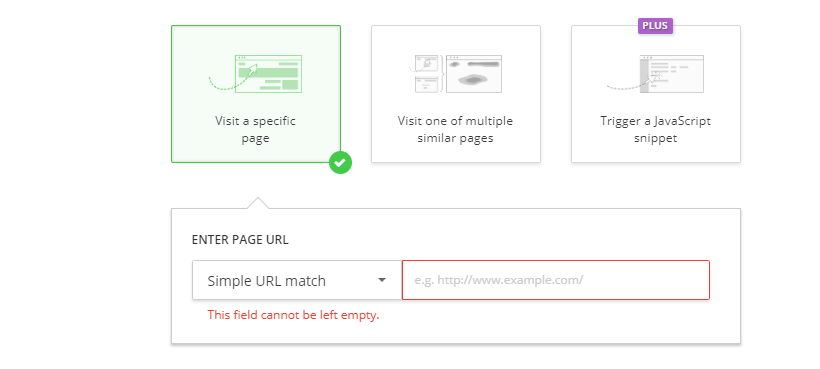 PLUS
Visit a specific
page
Visit one of multiple
similar pages
Trigger a JavaScript
snippet
ENTER PAGE URL
Simple URL match
e.g. http://www.example.com/
This field cannot be left empty.